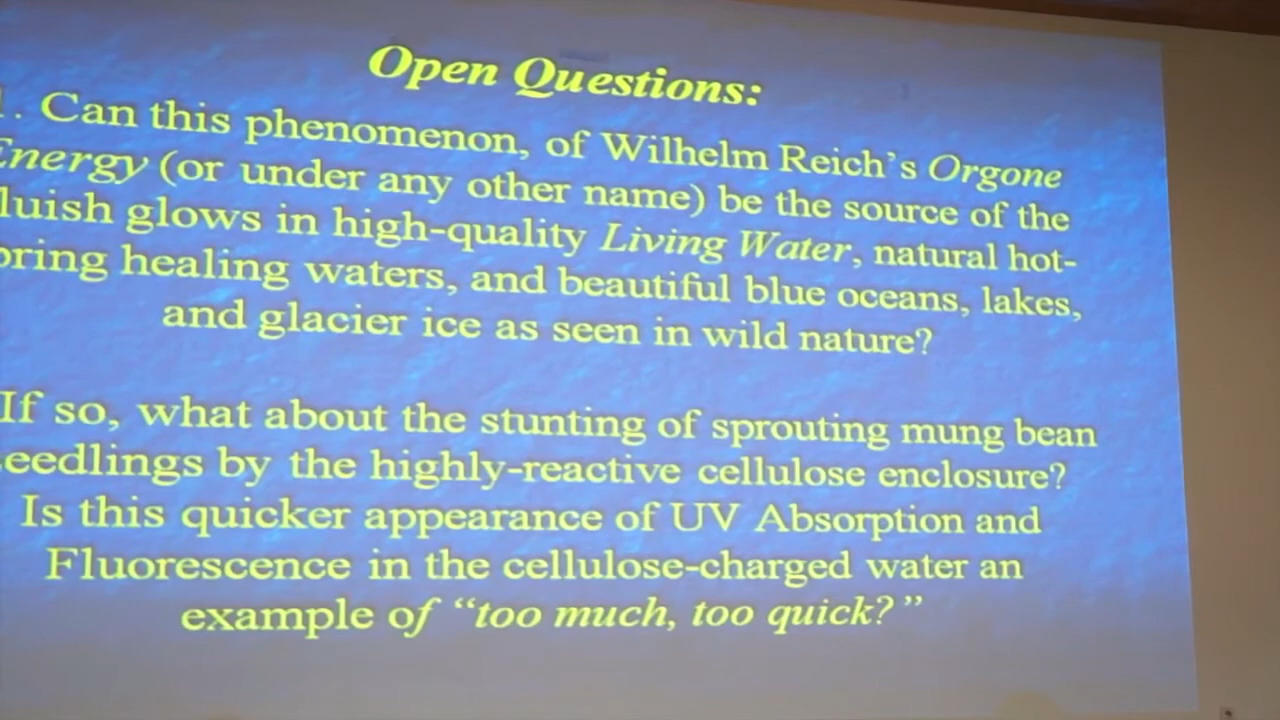 Open Questions:
1. Can this phenomenon, of Wilhelm Reich's Orgone
Energy (or under any other name) be the source of the
luish glows in high-quality Living Water, natural hot-
pring healing waters, and beautiful blue oceans, lakes,
and glacier ice as seen in wild nature?
If so, what about the stunting of sprouting mung bean
eedlings by the highly-reactive cellulose enclosure?
Is this quicker appearance of UV Absorption and
Fluorescence in the cellulose-charged water an
example of “too much, too quick?”